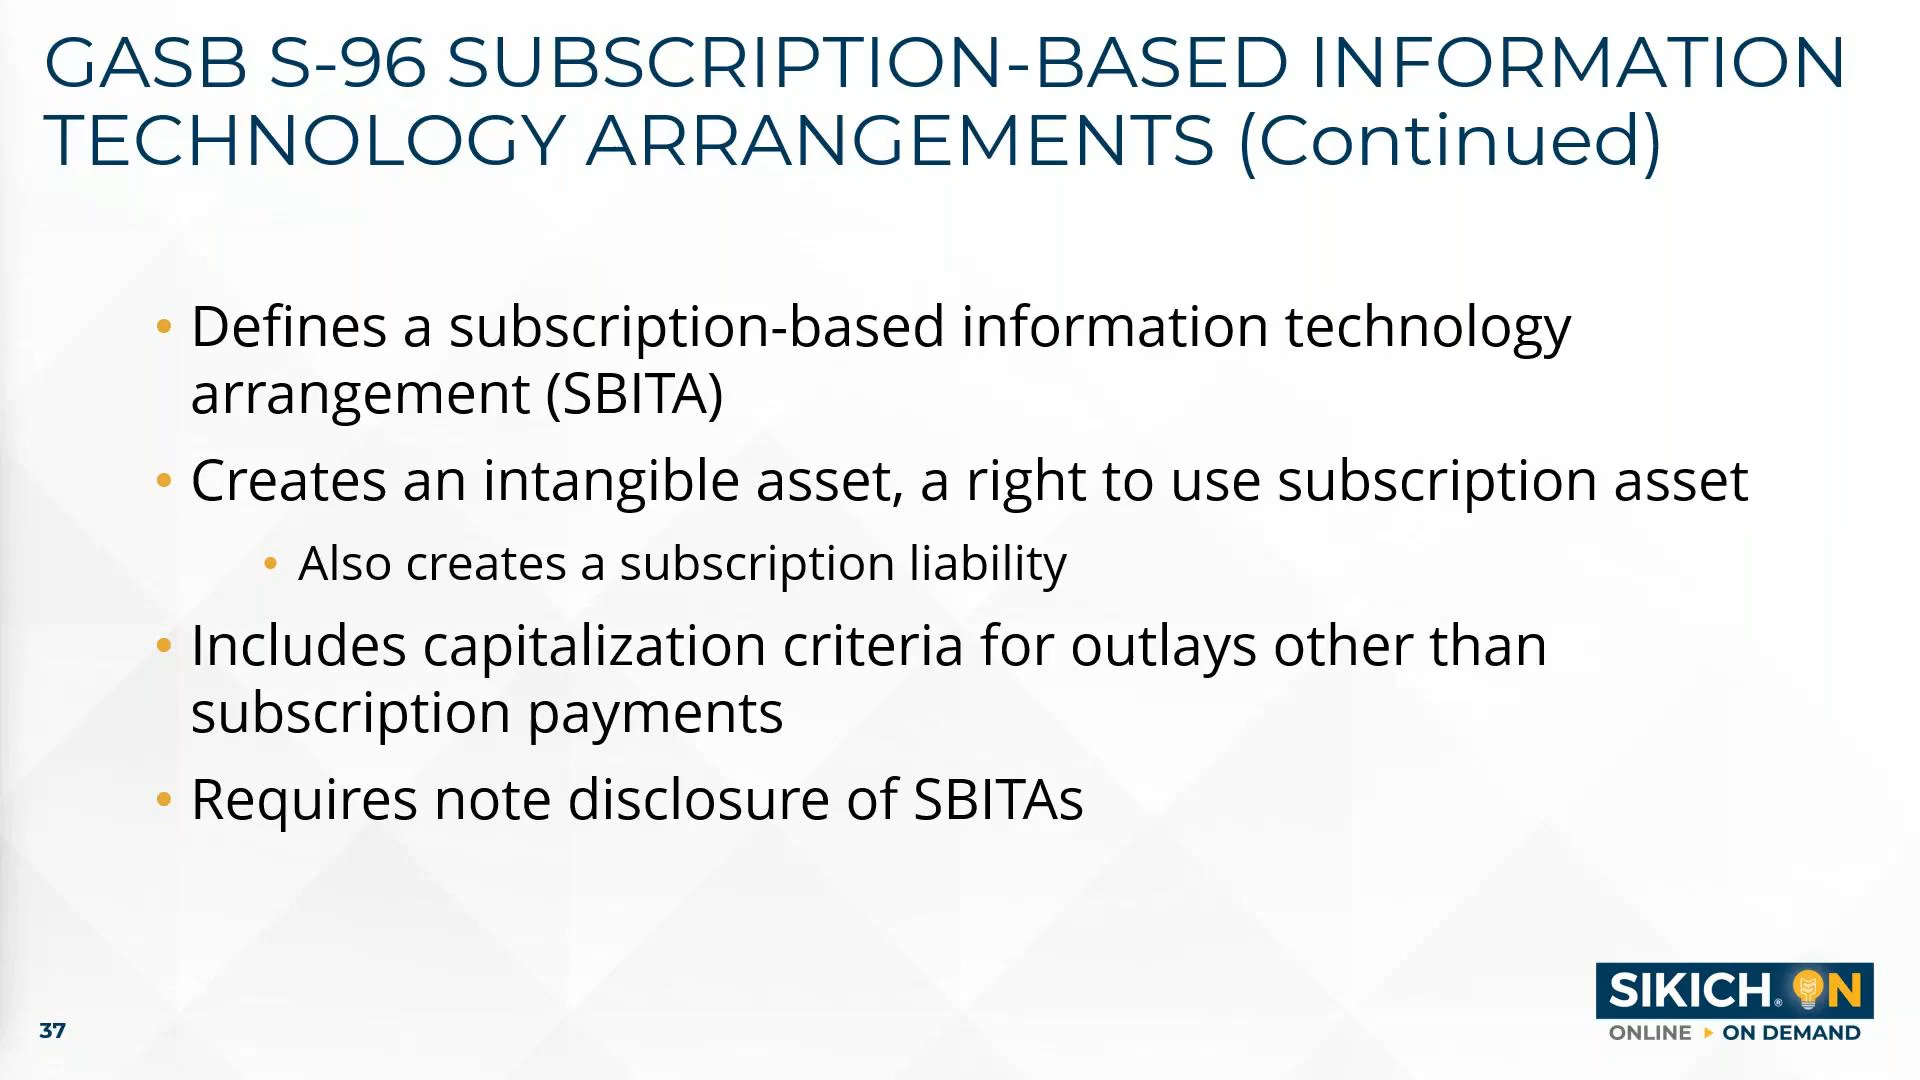 GASB S-96 SUBSCRIPTION-BASED INFORMATION
TECHNOLOGY ARRANGEMENTS (Continued)
• Defines a subscription-based information technology
arrangement (SBITA)
• Creates an intangible asset, a right to use subscription asset
• Also creates a subscription liability
• Includes capitalization criteria for outlays other than
subscription payments
• Requires note disclosure of SBITAs
SIKICH® ON
ONLINE ▸ ON DEMAND
37